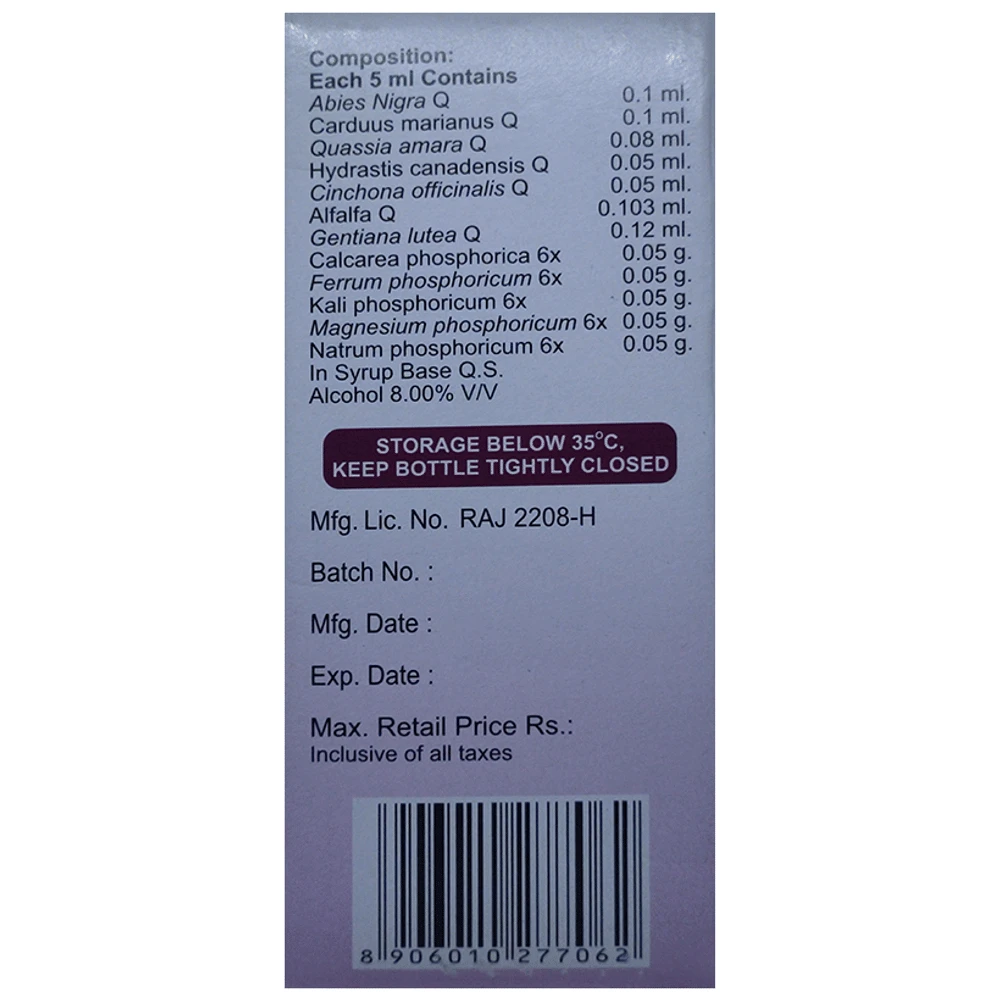 Composition:
Each 5 ml Contains
Abies Nigra Q 0.1 ml.
Carduus marianus Q 0.1 ml.
Quassia amara Q 0.08 ml.
Hydrastis canadensis Q 0.05 ml.
Cinchona officinalis Q 0.05 ml.
Alfalfa Q 0.103 ml.
Gentiana lutea Q 0.12 ml.
Calcarea phosphorica 6x 0.05 g.
Ferrum phosphoricum 6x 0.05 g.
Kali phosphoricum 6x 0.05 g.
Magnesium phosphoricum 6x 0.05 g.
Natrum phosphoricum 6x 0.05 g.
In Syrup Base Q.S.
Alcohol 8.00% V/V
STORAGE BELOW 35°C,
KEEP BOTTLE TIGHTLY CLOSED
Mfg. Lic. No. RAJ 2208-H
Batch No. :
Mfg. Date :
Exp. Date :
Max. Retail Price Rs.:
Inclusive of all taxes
8 906010 277062